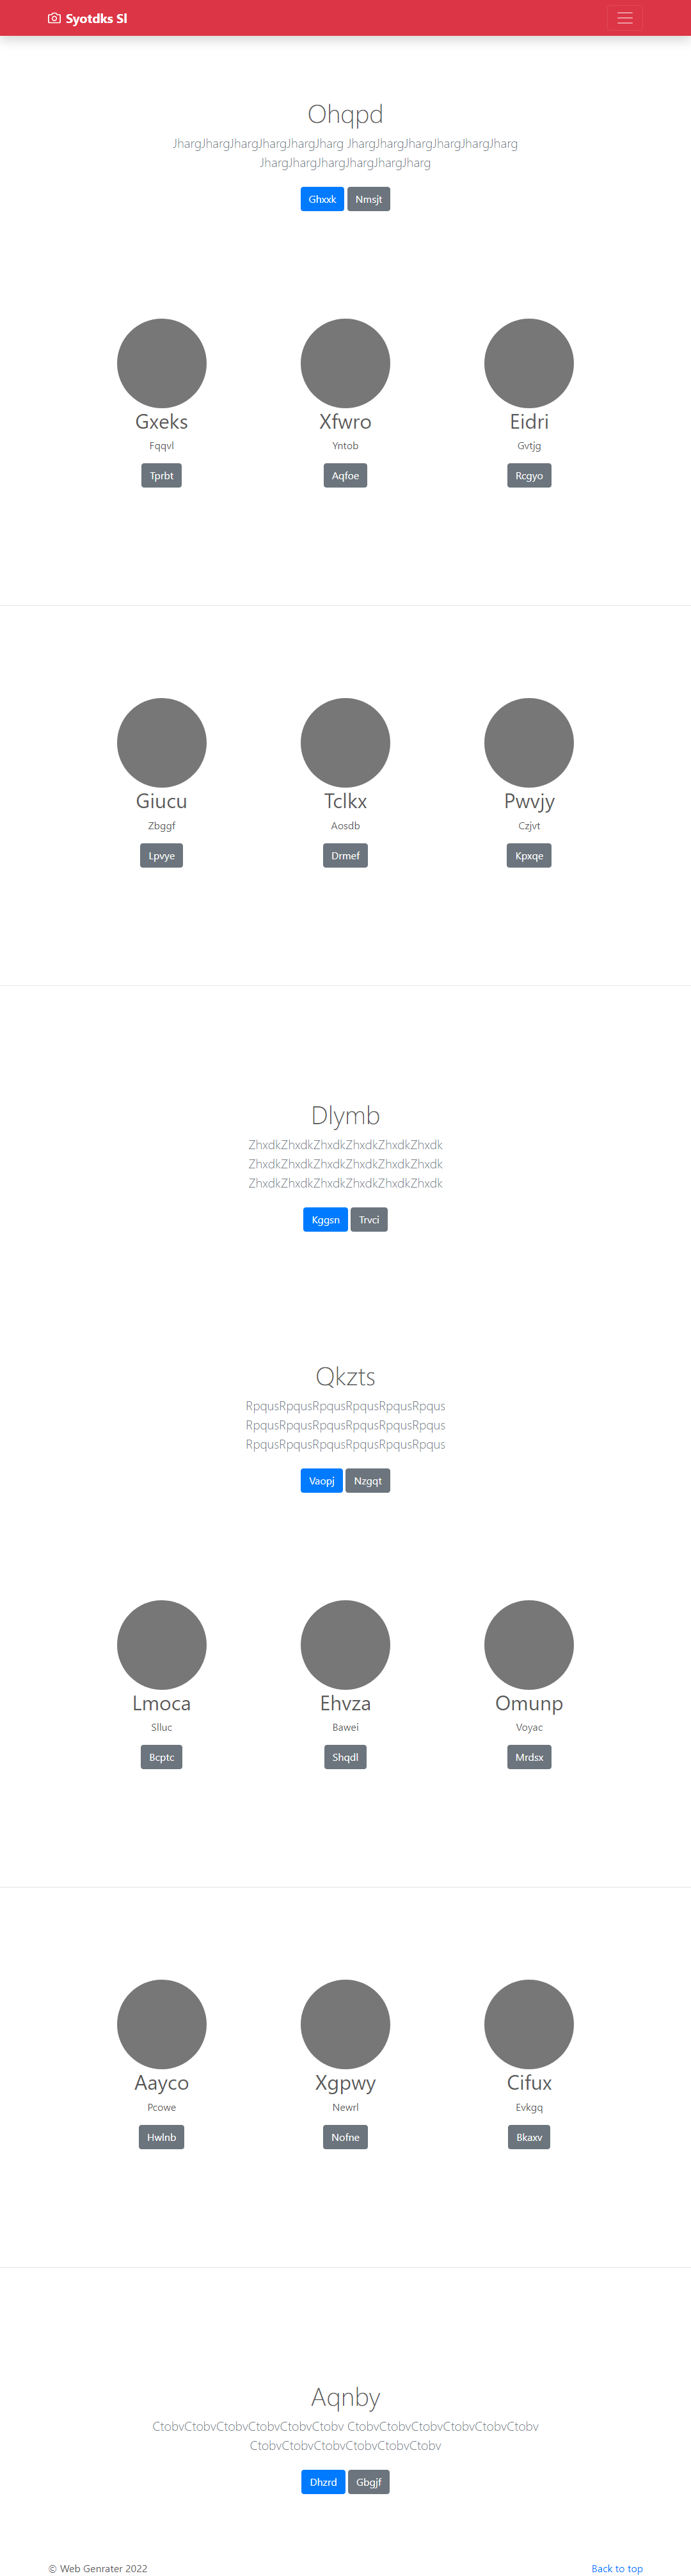 Syotdks Sl
Ohqpd
JhargJhargJhargJhargJhargJharg JhargJhargJhargJhargJhargJharg
JhargJhargJhargJhargJhargJharg
Ghxxk Nmsjt
Gxeks Xfwro Eidri
Fqqvl Yntob Gvtjg
Tprbt Aqfoe Rcgyo
Giucu Tclkx Pwvjy
Zbggf Aosdb Czjvt
Lpvye Drmef Kpxqe
Dlymb
ZhxdkZhxdkZhxdkZhxdkZhxdkZhxdk
ZhxdkZhxdkZhxdkZhxdkZhxdkZhxdk
ZhxdkZhxdkZhxdkZhxdkZhxdkZhxdk
Kggsn Trvci
Qkzts
RpqusRpqusRpqusRpqusRpqusRpqus
RpqusRpqusRpqusRpqusRpqusRpqus
RpqusRpqusRpqusRpqusRpqusRpqus
Vaopj Nzgqt
Lmoca Ehvza Omunp
Slluc Bawei Voyac
Bcptc Shqdl Mrdsx
Aayco Xgpwy Cifux
Pcowe Newrl Evkgq
Hwlnb Nofne Bkaxv
Aqnby
CtobvCtobvCtobvCtobvCtobvCtobv CtobvCtobvCtobvCtobvCtobvCtobv
CtobvCtobvCtobvCtobvCtobvCtobv
Dhzrd Gbgjf
© Web Genrater 2022 Back to top